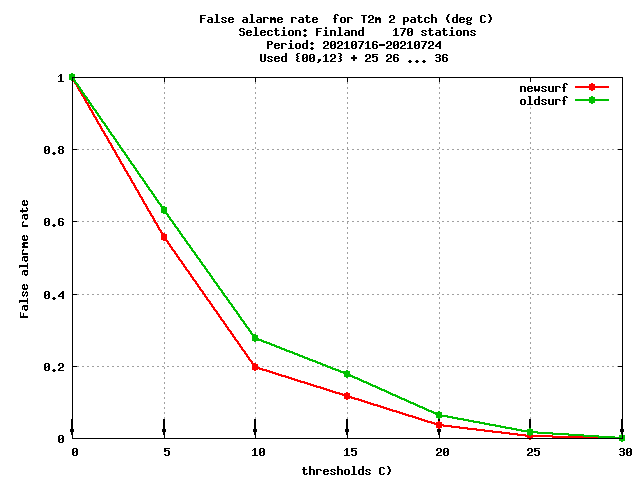 False alarme rate  for T2m 2 patch (deg C)
Selection: Finland    170 stations
Period: 20210716-20210724
Used {00,12} + 25 26 ... 36
newsurf
oldsurf
1
0.8
0.6
0.4
0.2
0
False alarme rate
0 5 10 15 20 25 30
thresholds C)